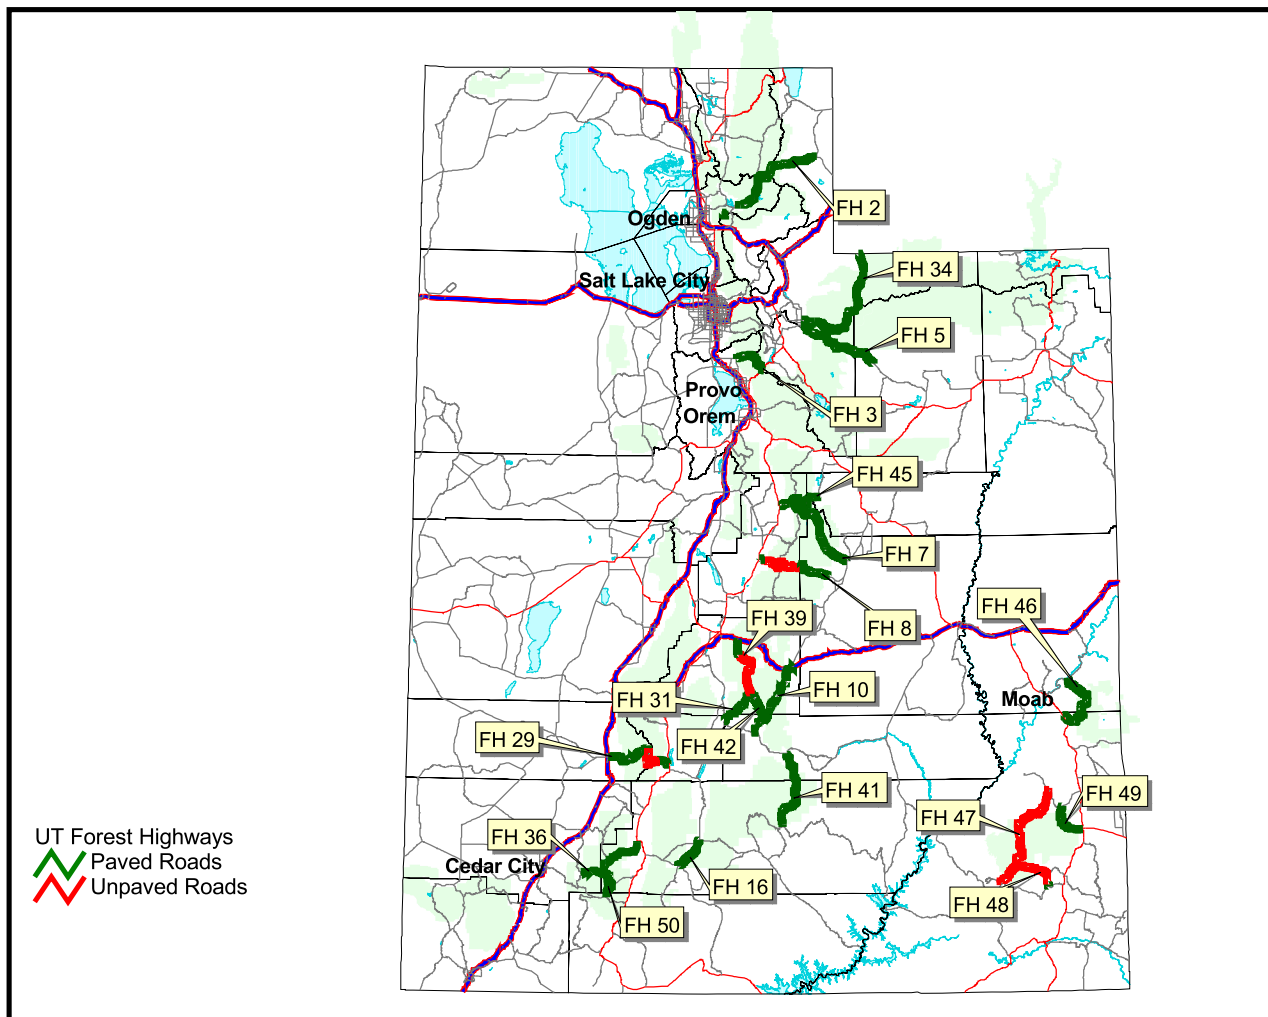 FH 2
Ogden
FH 34
Salt Lake City
FH 5
Provo
Orem
FH 3
FH 45
FH 7
FH 46
FH 39
FH 8
FH 10
FH 31
Moab
FH 42
FH 29
FH 41
FH 49
FH 47
FH 36
Cedar City
FH 16
FH 48
FH 50
UT Forest Highways
Paved Roads
Unpaved Roads